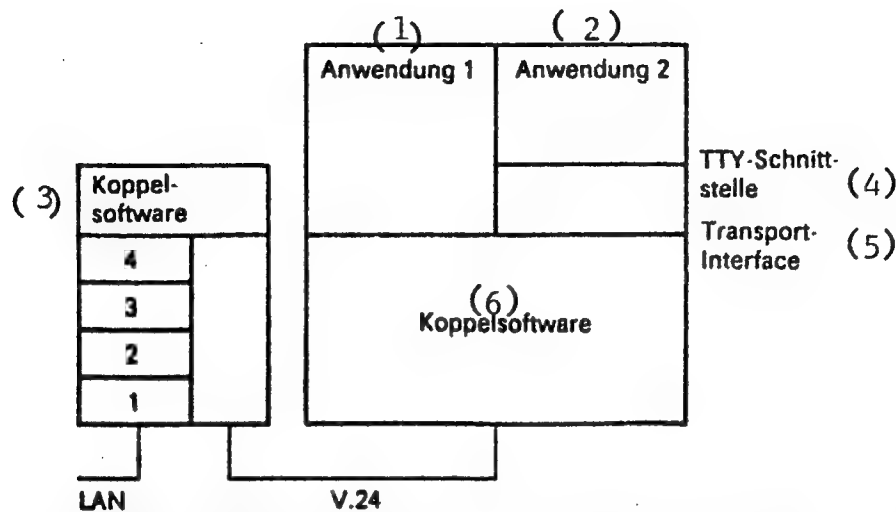 (1)
(2)
Anwendung 1
Anwendung 2
TTY-Schnitt-
stelle
(4)
(3)
Koppel-
software
Transport-
Interface
(5)
4
3
2
1
(6)
Koppelsoftware
LAN
V.24